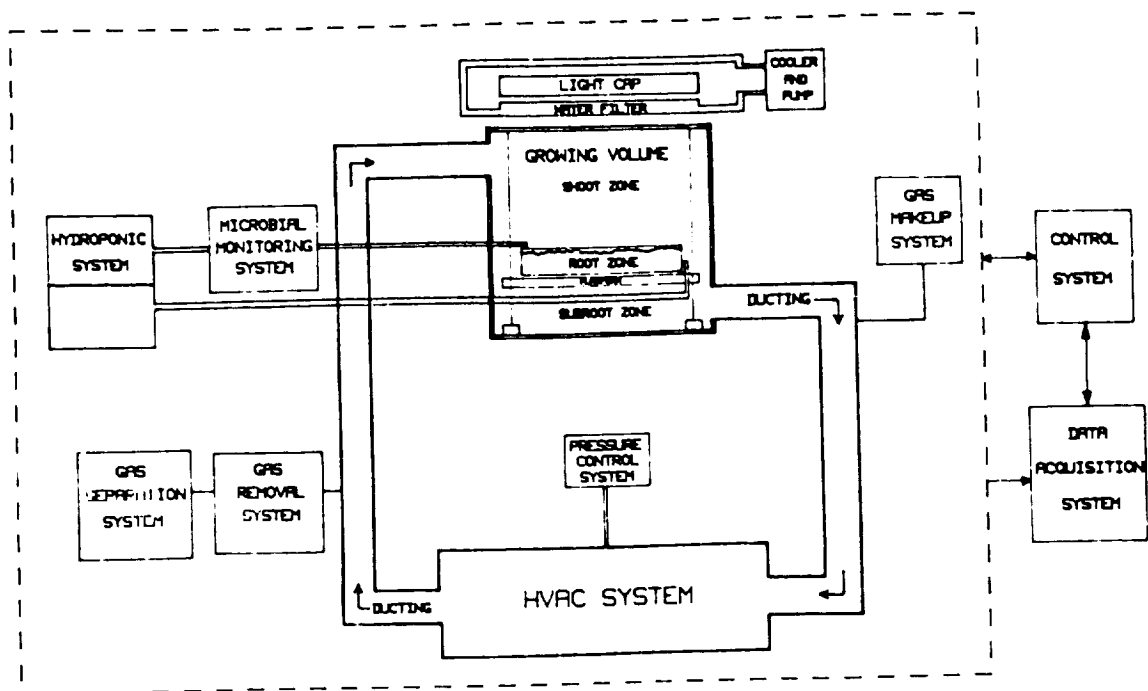 COOLER
AND
PUMP
LIGHT CAP
WATER FILTER
GROWING VOLUME
SHOOT ZONE
GAS
MAKEUP
SYSTEM
HYDROPONIC
SYSTEM
MICROBIAL
MONITORING
SYSTEM
CONTROL
SYSTEM
ROOT ZONE
DUCTING
SUBROOT ZONE
PRESSURE
CONTROL
SYSTEM
DATA
ACQUISITION
SYSTEM
GAS
SEPARATION
SYSTEM
GAS
REMOVAL
SYSTEM
DUCTING
HVAC SYSTEM